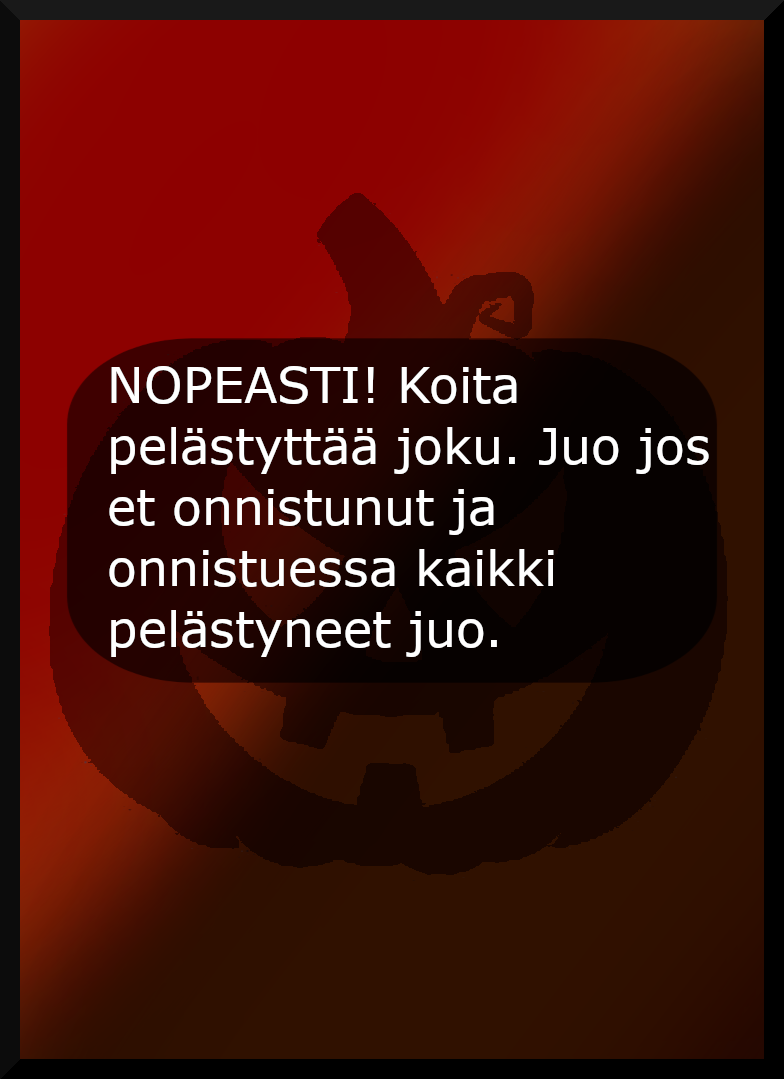 NOPEASTI! Koita
pelästyttää joku. Juo jos
et onnistunut ja
onnistuessa kaikki
pelästyneet juo.